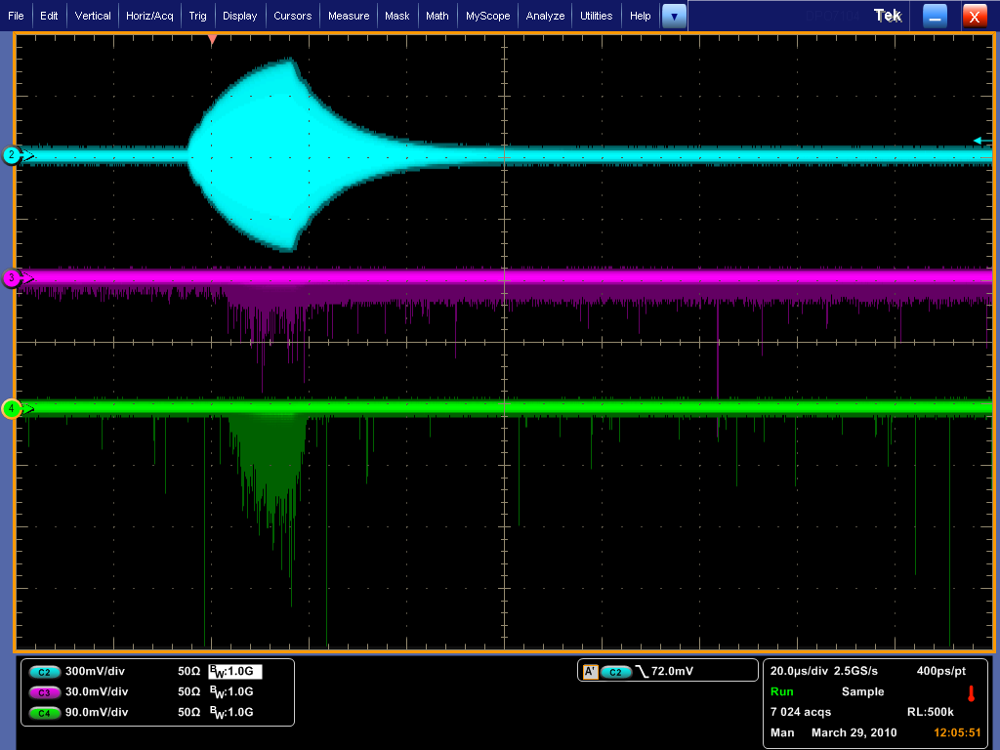 File Edit Vertical Horiz/Acq Trig Display Cursors Measure Mask Math MyScope Analyze Utilities Help Tek X
2
3
4
C2 300mV/div 50Ω BW:1.0G
C3 30.0mV/div 50Ω BW:1.0G
C4 90.0mV/div 50Ω BW:1.0G
A' C2 72.0mV
20.0µs/div 2.5GS/s 400ps/pt
Run Sample
7 024 acqs RL:500k
Man March 29, 2010 12:05:51